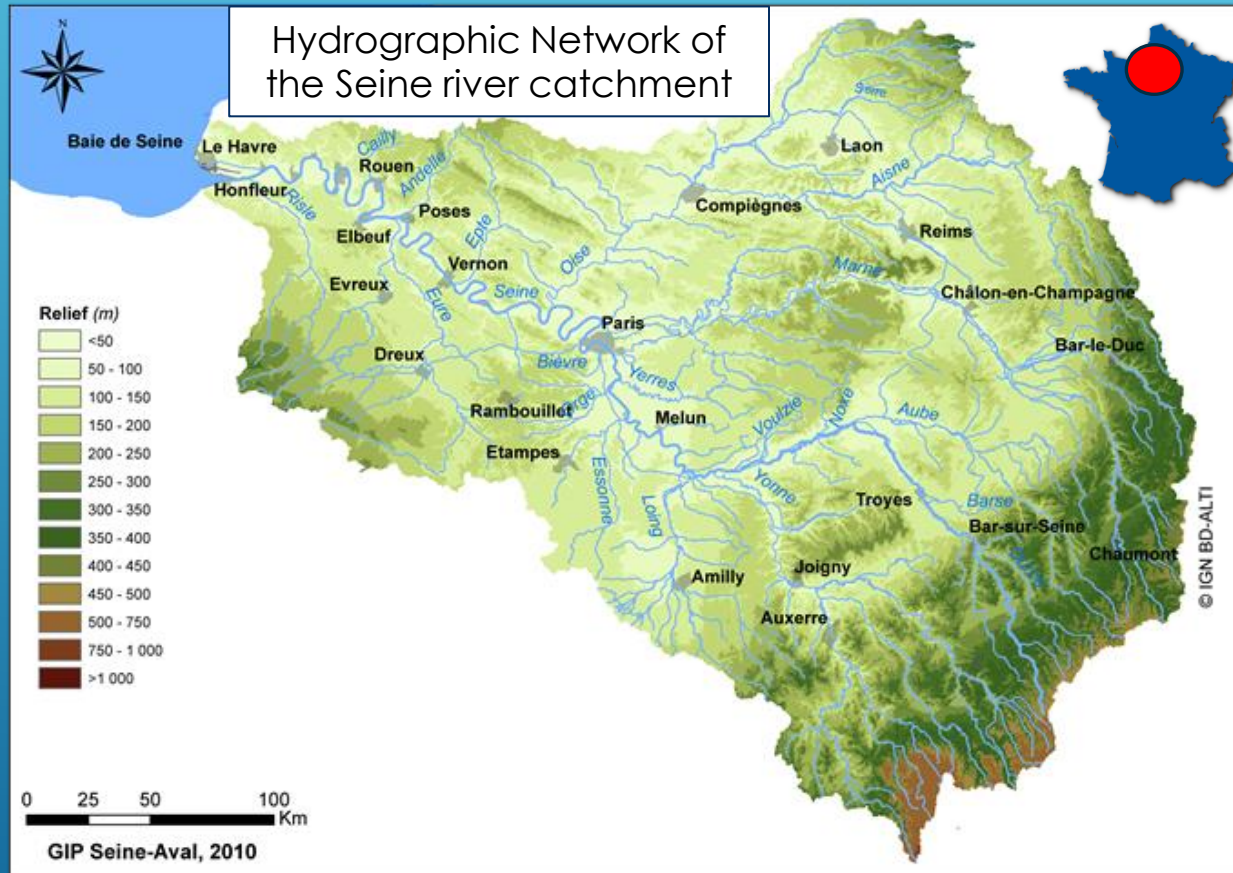 Hydrographic Network of
the Seine river catchment
N
Baie de Seine
Le Havre
Honfleur
Risle
Cailly
Rouen
Andelle
Elbeuf
Poses
Epte
Vernon
Evreux
Eure
Seine
Oise
Serre
Laon
Aisne
Compiègnes
Reims
Marne
Châlon-en-Champagne
Bar-le-Duc
Paris
Dreux
Bièvre
Yerres
Rambouillet
Orge
Melun
Voulzie
Noxe
Aube
Etampes
Essonne
Loing
Yonne
Troyes
Barse
Bar-sur-Seine
Chaumont
Amilly
Joigny
Auxerre
Relief (m)
<50
50 - 100
100 - 150
150 - 200
200 - 250
250 - 300
300 - 350
350 - 400
400 - 450
450 - 500
500 - 750
750 - 1 000
>1 000
0 25 50 100
Km
GIP Seine-Aval, 2010
© IGN BD-ALTI